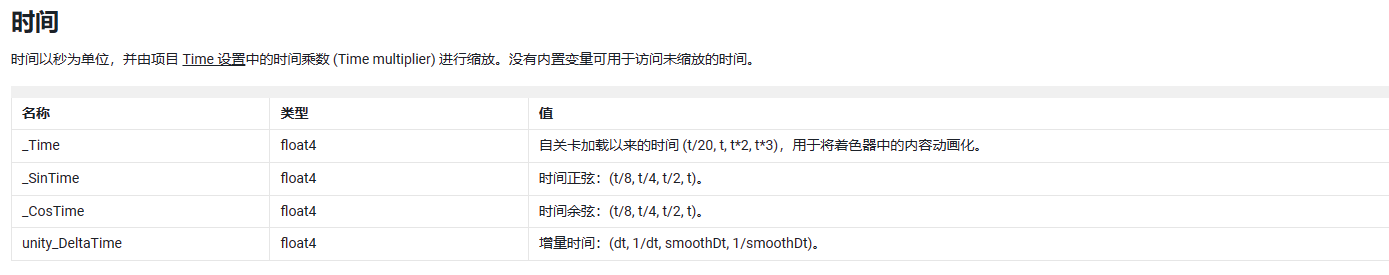 时间
时间以秒为单位，并由项目 Time 设置中的时间乘数 (Time multiplier) 进行缩放。没有内置变量可用于访问未缩放的时间。
名称 类型 值
_Time float4 自关卡加载以来的时间 (t/20, t, t*2, t*3)，用于将着色器中的内容动画化。
_SinTime float4 时间正弦：(t/8, t/4, t/2, t)。
_CosTime float4 时间余弦：(t/8, t/4, t/2, t)。
unity_DeltaTime float4 增量时间：(dt, 1/dt, smoothDt, 1/smoothDt)。